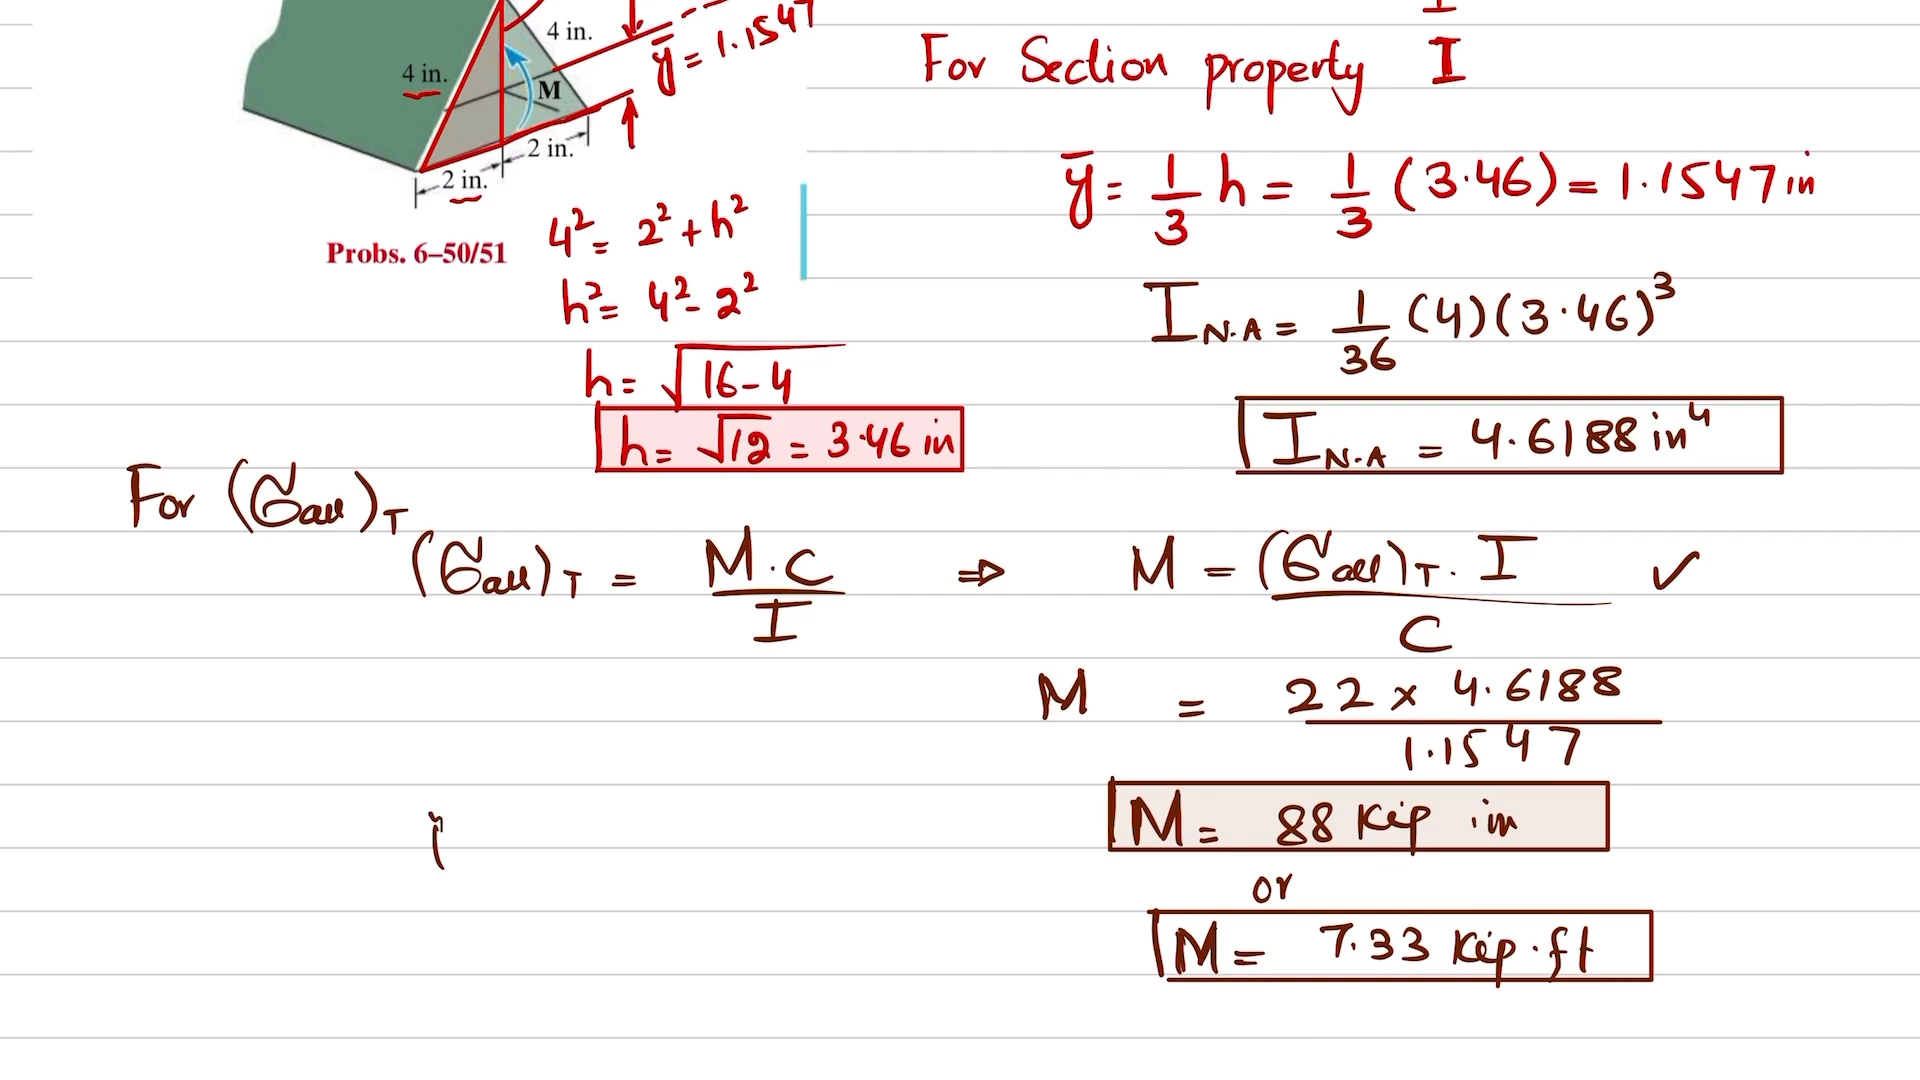 4 in.
4 in.
M
2 in.
2 in.
Probs. 6–50/51
ȳ = 1.1547
4² = 2² + h²
h² = 4² - 2²
h = √16-4
h = √12 = 3.46 in
I
For Section property I
ȳ = 1/3 h = 1/3 (3.46) = 1.1547 in
I N.A = 1/36 (4)(3.46)³
I N.A = 4.6188 in⁴
For (σall)T
(σall)T = M.C / I ⇒ M = (σall)T . I / C ✓
M = 22 x 4.6188 / 1.1547
M = 88 Kip in
or
M = 7.33 Kip.ft